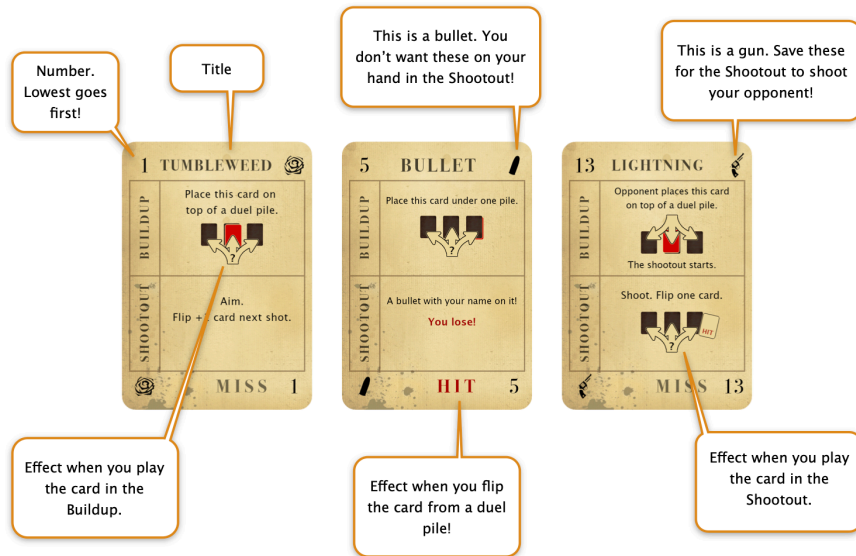 Number.
Lowest goes
first!
Title
This is a bullet. You
don't want these on your
hand in the Shootout!
This is a gun. Save these
for the Shootout to shoot
your opponent!
1 TUMBLEWEED
BUILDUP
Place this card on
top of a duel pile.
?
SHOOTOUT
Aim.
Flip + card next shot.
MISS 1
5 BULLET
BUILDUP
Place this card under one pile.
?
SHOOTOUT
A bullet with your name on it!
You lose!
HIT 5
13 LIGHTNING
BUILDUP
Opponent places this card
on top of a duel pile.
The shootout starts.
SHOOTOUT
Shoot. Flip one card.
HIT
?
MISS 13
Effect when you play
the card in the
Buildup.
Effect when you flip
the card from a duel
pile!
Effect when you play
the card in the
Shootout.